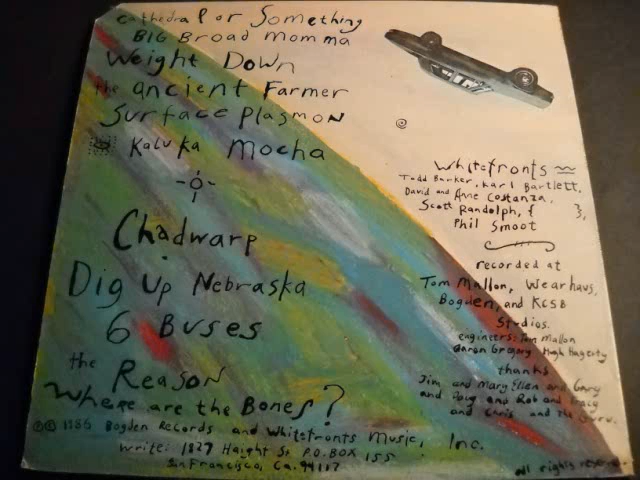 Cathedral or Something
BIG Broad Momma
Weight Down
the ancient Farmer
Surface Plasmon
Kaluka Mocha
Chadwarp
Dig Up Nebraska
6 Buses
the Reason
Where are the Bones?
℗© 1986 Bogden Records and Whitefronts Music, Inc.
Write: 1827 Haight St P.O. BOX 155
San Francisco, Ca. 94117
Whitefronts
Todd Barker, Karl Bartlett,
David and Anne Costanza,
Scott Randolph, { },
Phil Smoot
recorded at
Tom Mallon, Wearhaus,
Bogden, and KCSB
Studios.
engineers: Tom Mallon
Aaron Gregory Hugh Hagerty
thanks
Jim and Mary Ellen and Gary
and Doug and Rob and Tracy
and Chris and the Guru.
all rights reserved